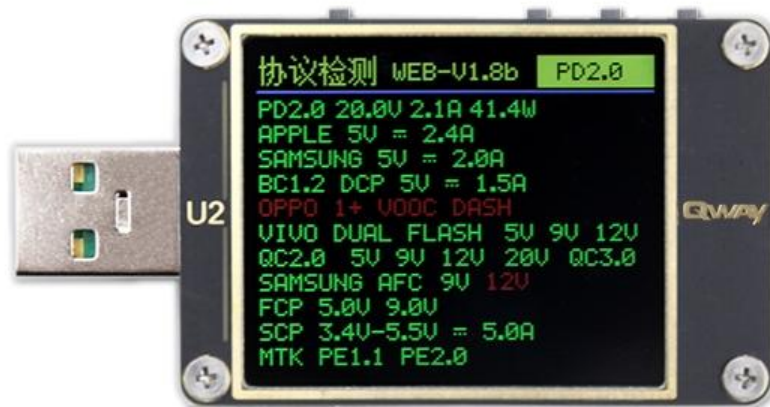 协议检测 WEB-V1.8b PD2.0
PD2.0 20.0V 2.1A 41.4W
APPLE 5V = 2.4A
SAMSUNG 5V = 2.0A
BC1.2 DCP 5V = 1.5A
OPPO 1+ VOOC DASH
VIVO DUAL FLASH 5V 9V 12V
QC2.0 5V 9V 12V 20V QC3.0
SAMSUNG AFC 9V 12V
FCP 5.0V 9.0V
SCP 3.4V-5.5V = 5.0A
MTK PE1.1 PE2.0
U2
QWAY